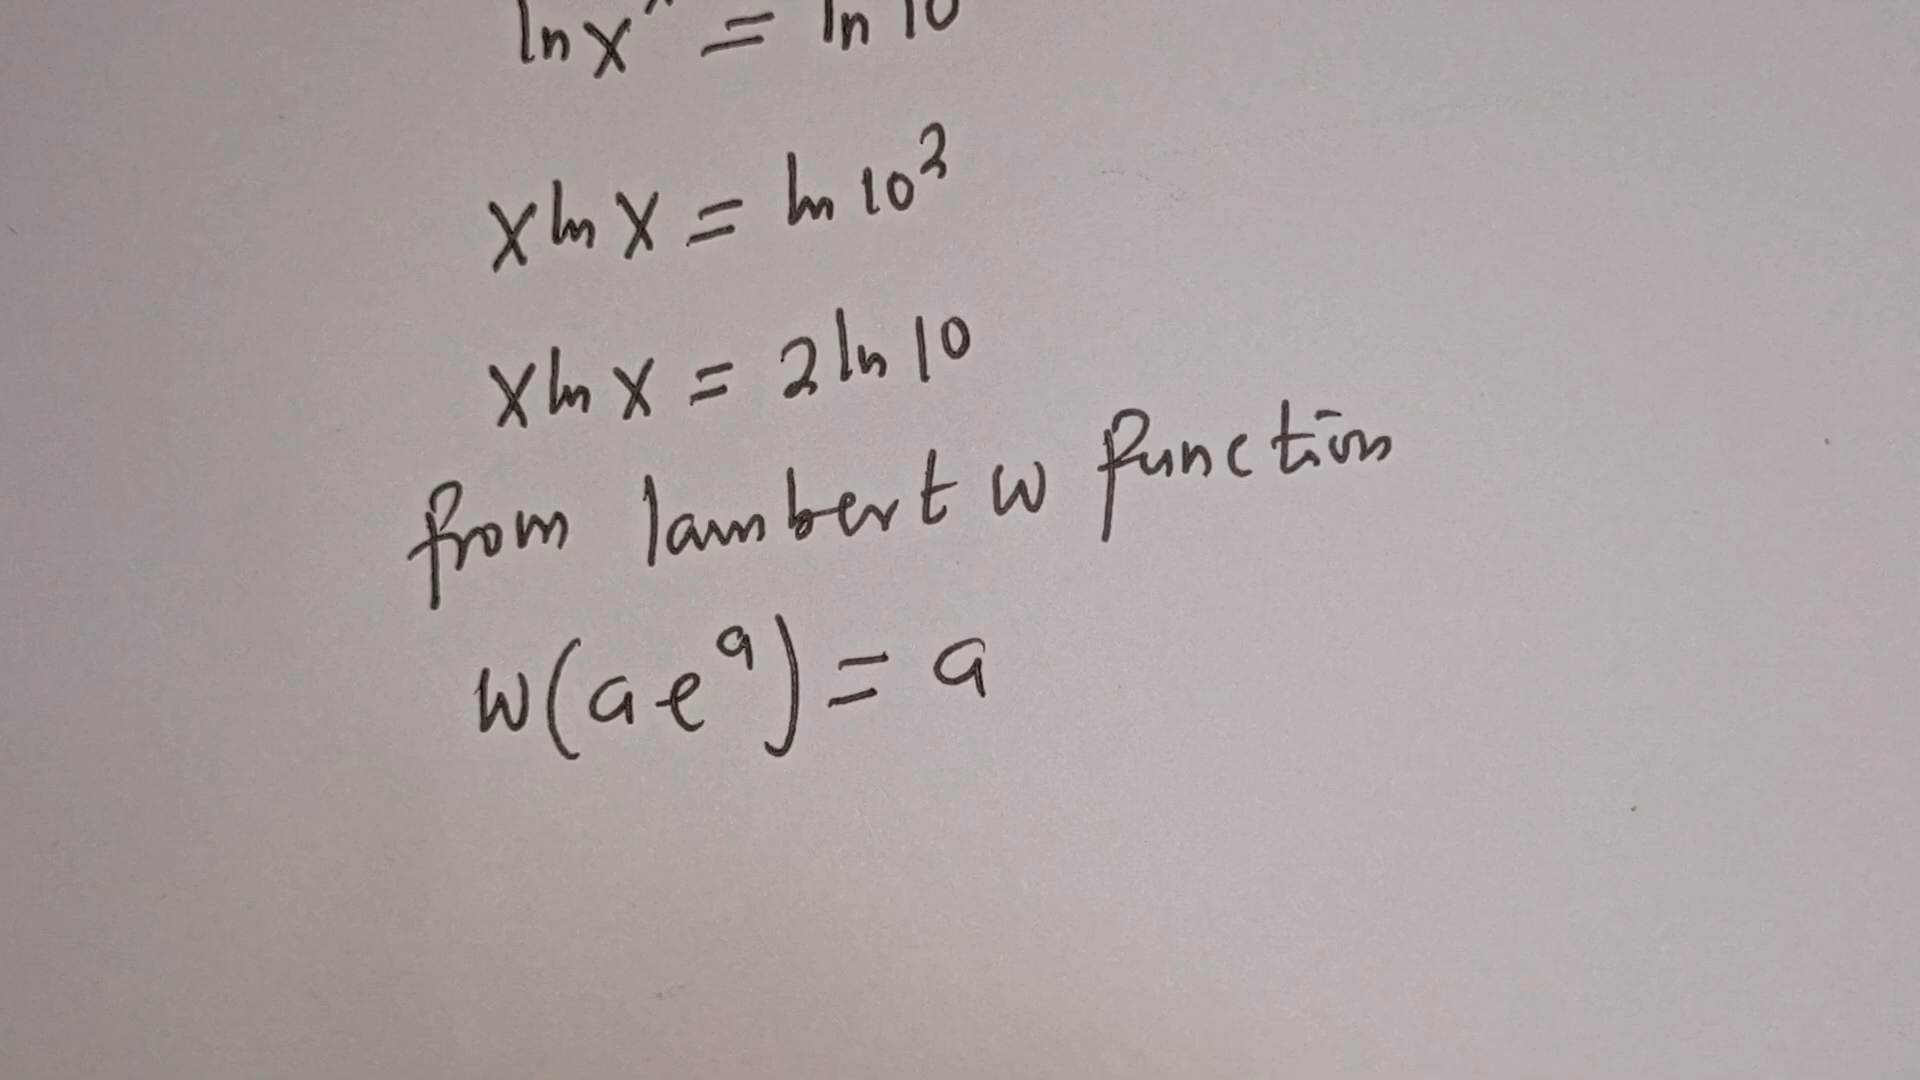 ln x = ln 10
x ln x = ln 10²
x ln x = 2 ln 10
from lambert w function
w(ae^a) = a